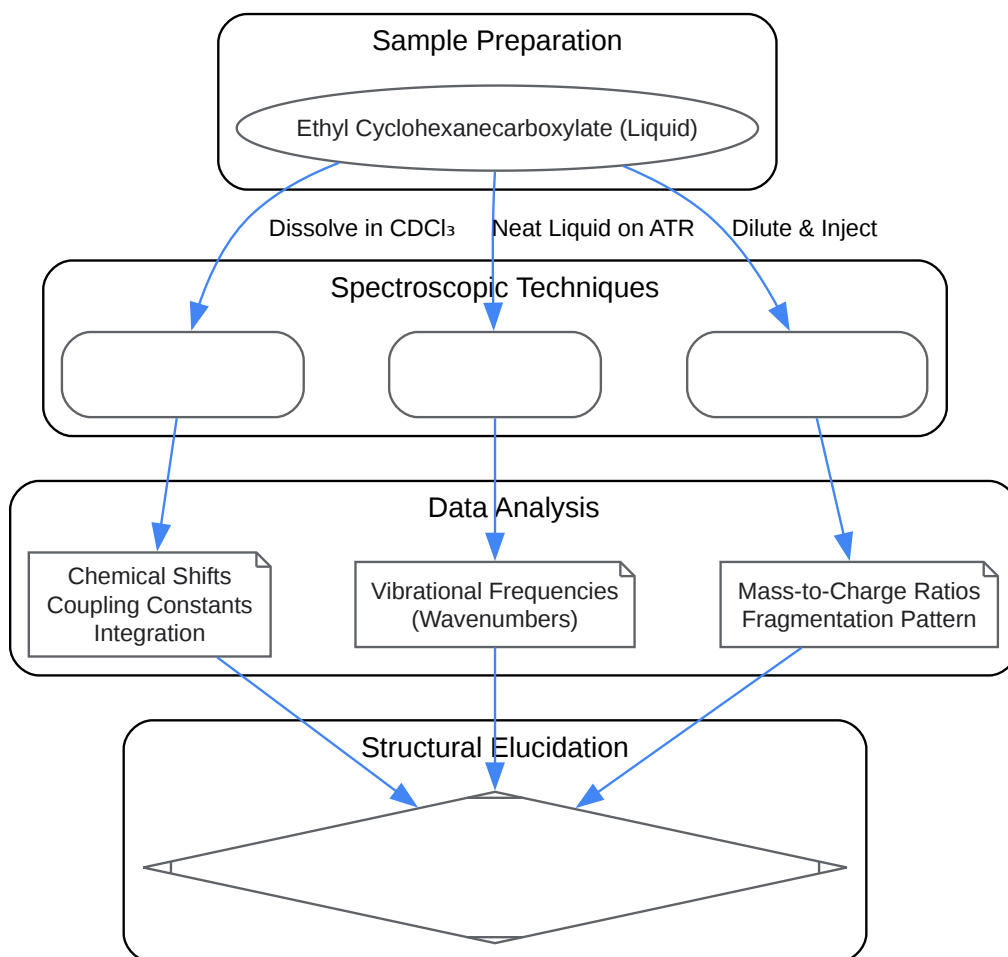 Sample Preparation
Ethyl Cyclohexanecarboxylate (Liquid)
Dissolve in CDCl₃
Neat Liquid on ATR
Dilute & Inject
Spectroscopic Techniques
Data Analysis
Chemical Shifts
Coupling Constants
Integration
Vibrational Frequencies
(Wavenumbers)
Mass-to-Charge Ratios
Fragmentation Pattern
Structural Elucidation